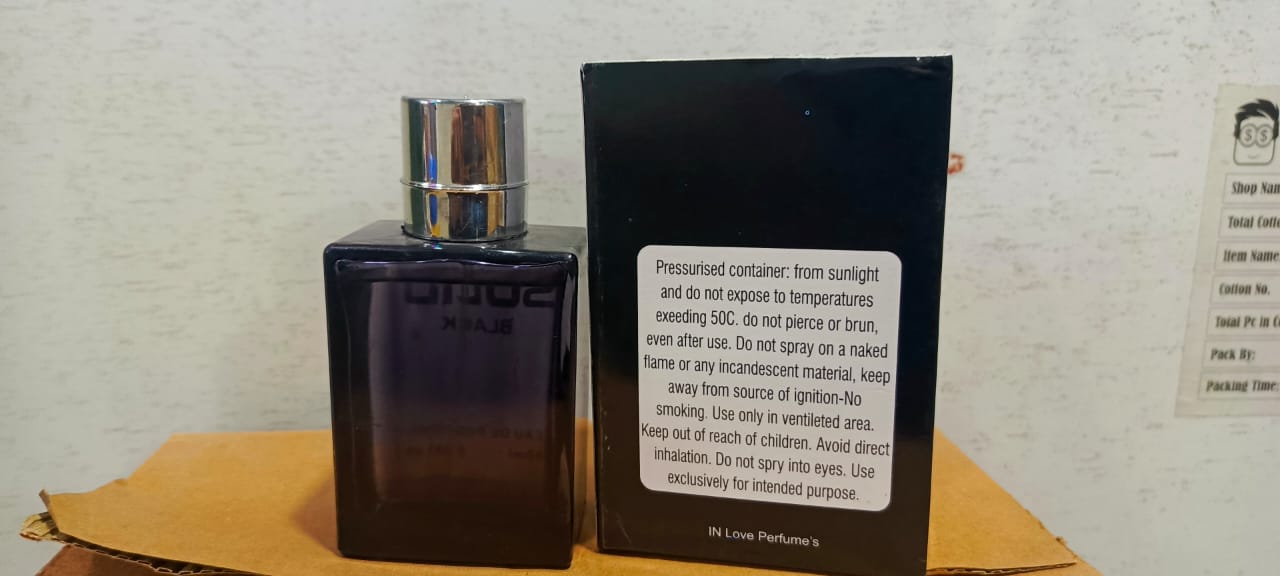 BLACK
Pressurised container: from sunlight
and do not expose to temperatures
exeeding 50C. do not pierce or brun,
even after use. Do not spray on a naked
flame or any incandescent material, keep
away from source of ignition-No
smoking. Use only in ventileted area.
Keep out of reach of children. Avoid direct
inhalation. Do not spry into eyes. Use
exclusively for intended purpose.
IN Love Perfume's
$ $
Shop
Total
Item Name
Cotton No.
Total Pc in
Pack By:
Packing Time: